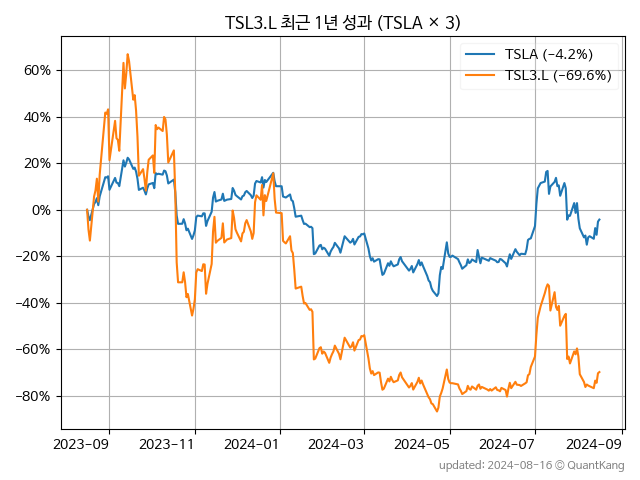 TSL3.L 최근 1년 성과 (TSLA × 3)
TSLA (−4.2%)
TSL3.L (−69.6%)
60%
40%
20%
0%
−20%
−40%
−60%
−80%
2023-09 2023-11 2024-01 2024-03 2024-05 2024-07 2024-09
updated: 2024-08-16 © QuantKang